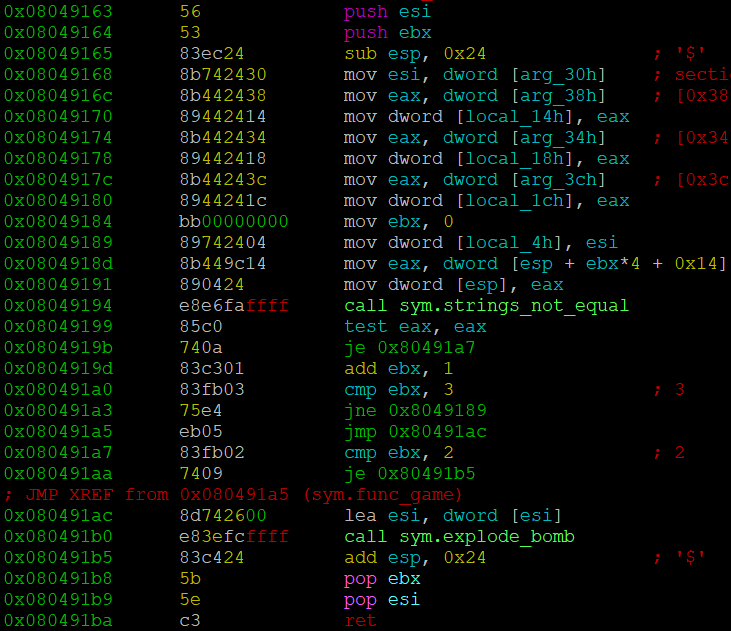 0x08049163 56 push esi
0x08049164 53 push ebx
0x08049165 83ec24 sub esp, 0x24 ; '$'
0x08049168 8b742430 mov esi, dword [arg_30h] ; secti
0x0804916c 8b442438 mov eax, dword [arg_38h] ; [0x38
0x08049170 89442414 mov dword [local_14h], eax
0x08049174 8b442434 mov eax, dword [arg_34h] ; [0x34
0x08049178 89442418 mov dword [local_18h], eax
0x0804917c 8b44243c mov eax, dword [arg_3ch] ; [0x3c
0x08049180 8944241c mov dword [local_1ch], eax
0x08049184 bb00000000 mov ebx, 0
0x08049189 89742404 mov dword [local_4h], esi
0x0804918d 8b449c14 mov eax, dword [esp + ebx*4 + 0x14]
0x08049191 890424 mov dword [esp], eax
0x08049194 e8e6faffff call sym.strings_not_equal
0x08049199 85c0 test eax, eax
0x0804919b 740a je 0x80491a7
0x0804919d 83c301 add ebx, 1
0x080491a0 83fb03 cmp ebx, 3 ; 3
0x080491a3 75e4 jne 0x8049189
0x080491a5 eb05 jmp 0x80491ac
0x080491a7 83fb02 cmp ebx, 2 ; 2
0x080491aa 7409 je 0x80491b5
; JMP XREF from 0x080491a5 (sym.func_game)
0x080491ac 8d742600 lea esi, dword [esi]
0x080491b0 e83efcffff call sym.explode_bomb
0x080491b5 83c424 add esp, 0x24 ; '$'
0x080491b8 5b pop ebx
0x080491b9 5e pop esi
0x080491ba c3 ret